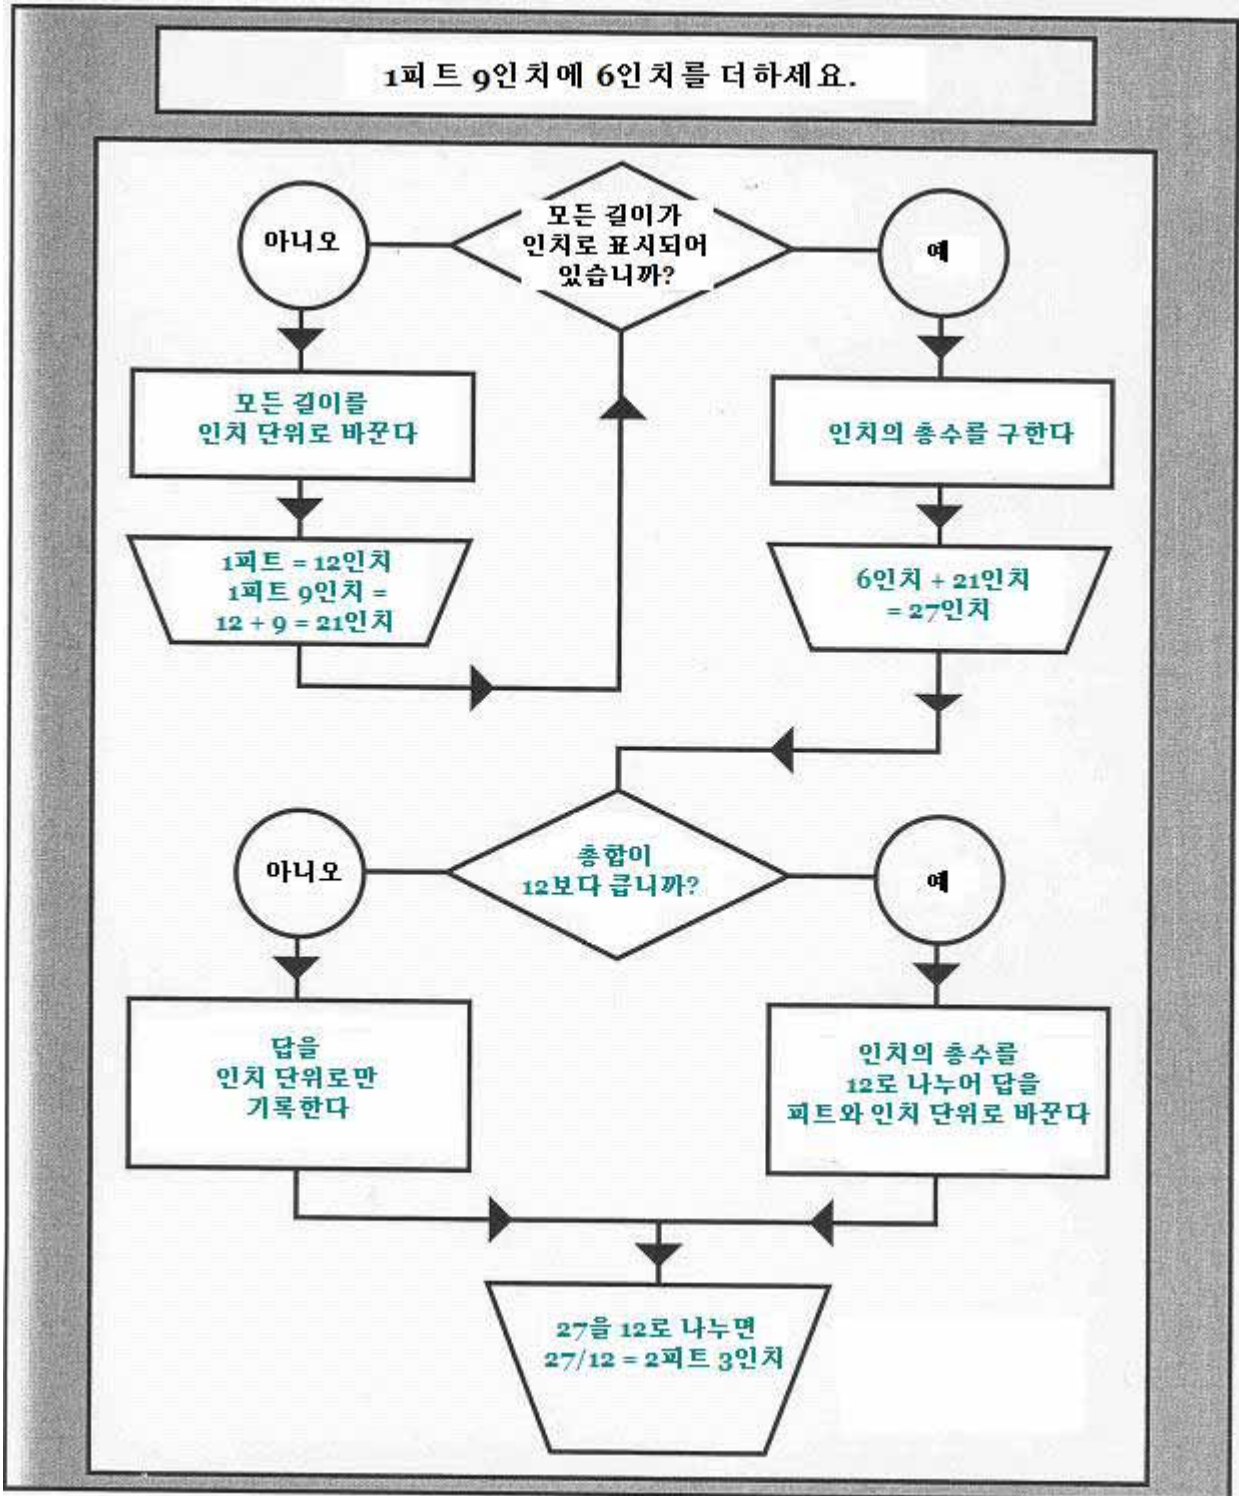 1피트 9인치에 6인치를 더하세요.
모든 길이가
인치로 표시되어
있습니까?
아니오
예
모든 길이를
인치 단위로 바꾼다
인치의 총수를 구한다
1피트 = 12인치
1피트 9인치 =
12 + 9 = 21인치
6인치 + 21인치
= 27인치
총합이
12보다 큽니까?
아니오
예
답을
인치 단위로만
기록한다
인치의 총수를
12로 나누어 답을
피트와 인치 단위로 바꾼다
27을 12로 나누면
27/12 = 2피트 3인치